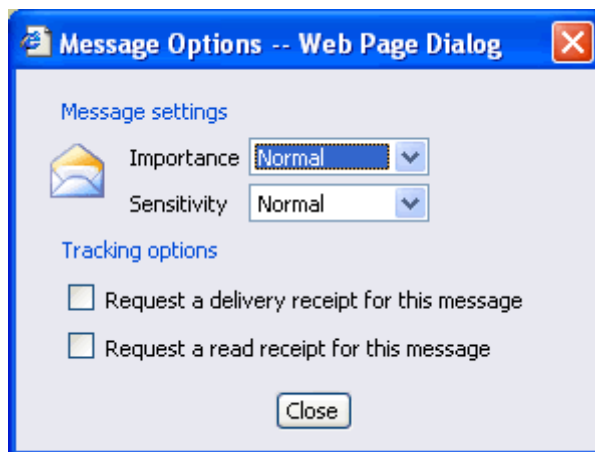 Message Options -- Web Page Dialog
Message settings
Importance Normal
Sensitivity Normal
Tracking options
Request a delivery receipt for this message
Request a read receipt for this message
Close